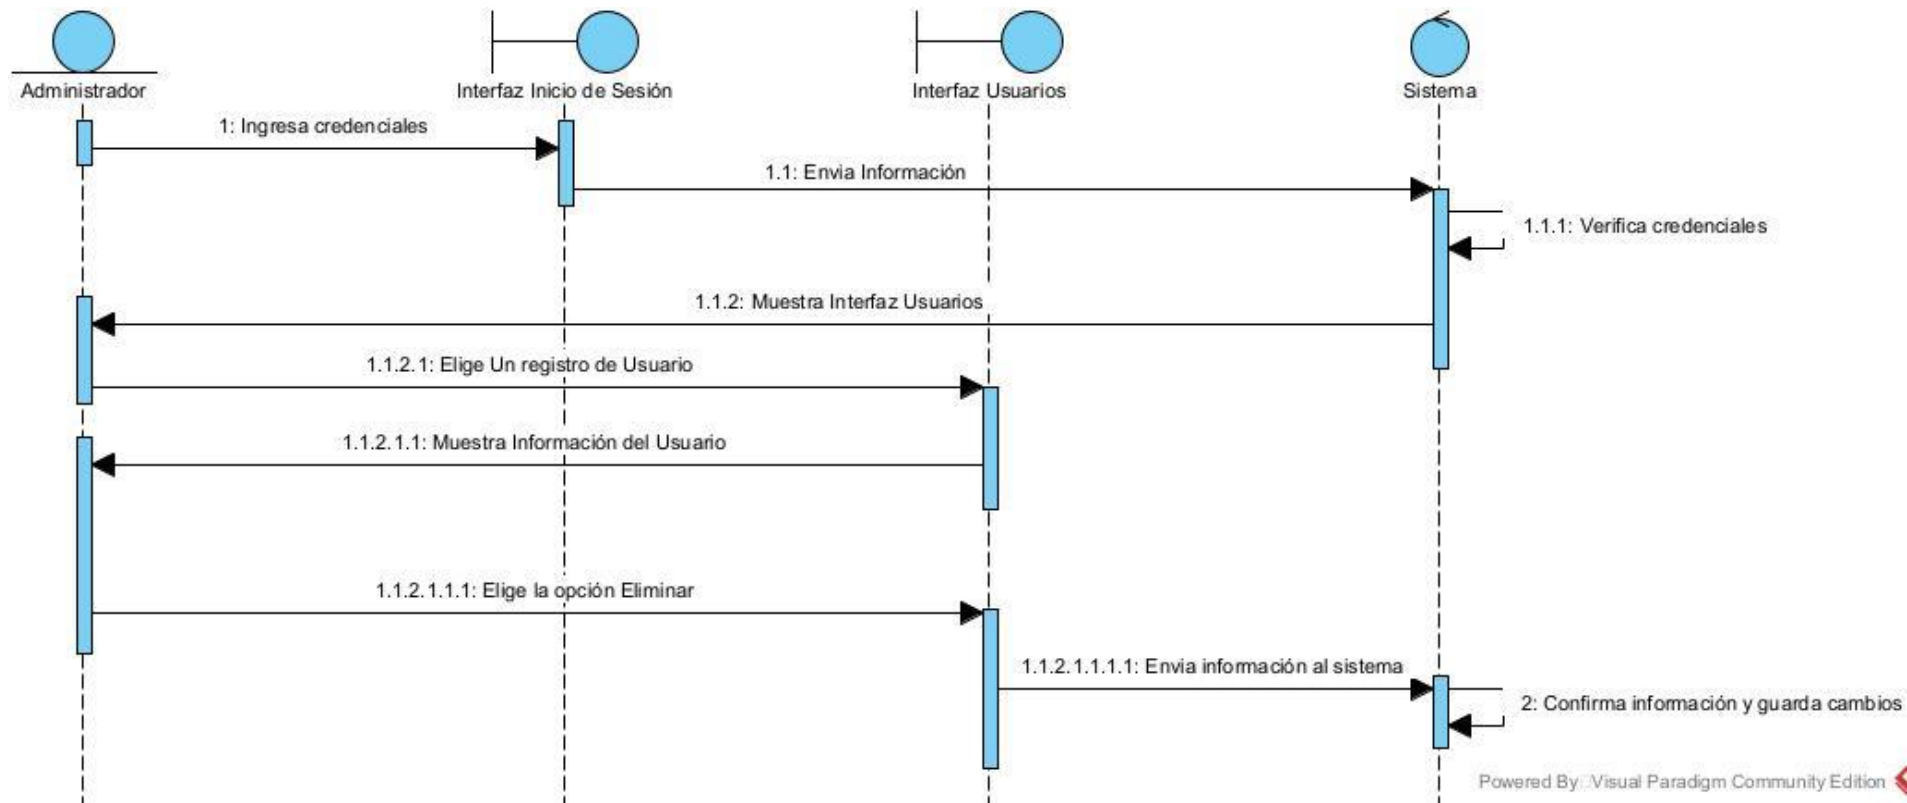 Administrador
Interfaz Inicio de Sesión
Interfaz Usuarios
Sistema
1: Ingresa credenciales
1.1: Envia Información
1.1.1: Verifica credenciales
1.1.2: Muestra Interfaz Usuarios
1.1.2.1: Elige Un registro de Usuario
1.1.2.1.1: Muestra Información del Usuario
1.1.2.1.1.1: Elige la opción Eliminar
1.1.2.1.1.1.1: Envia información al sistema
2: Confirma información y guarda cambios
Powered By Visual Paradigm Community Edition